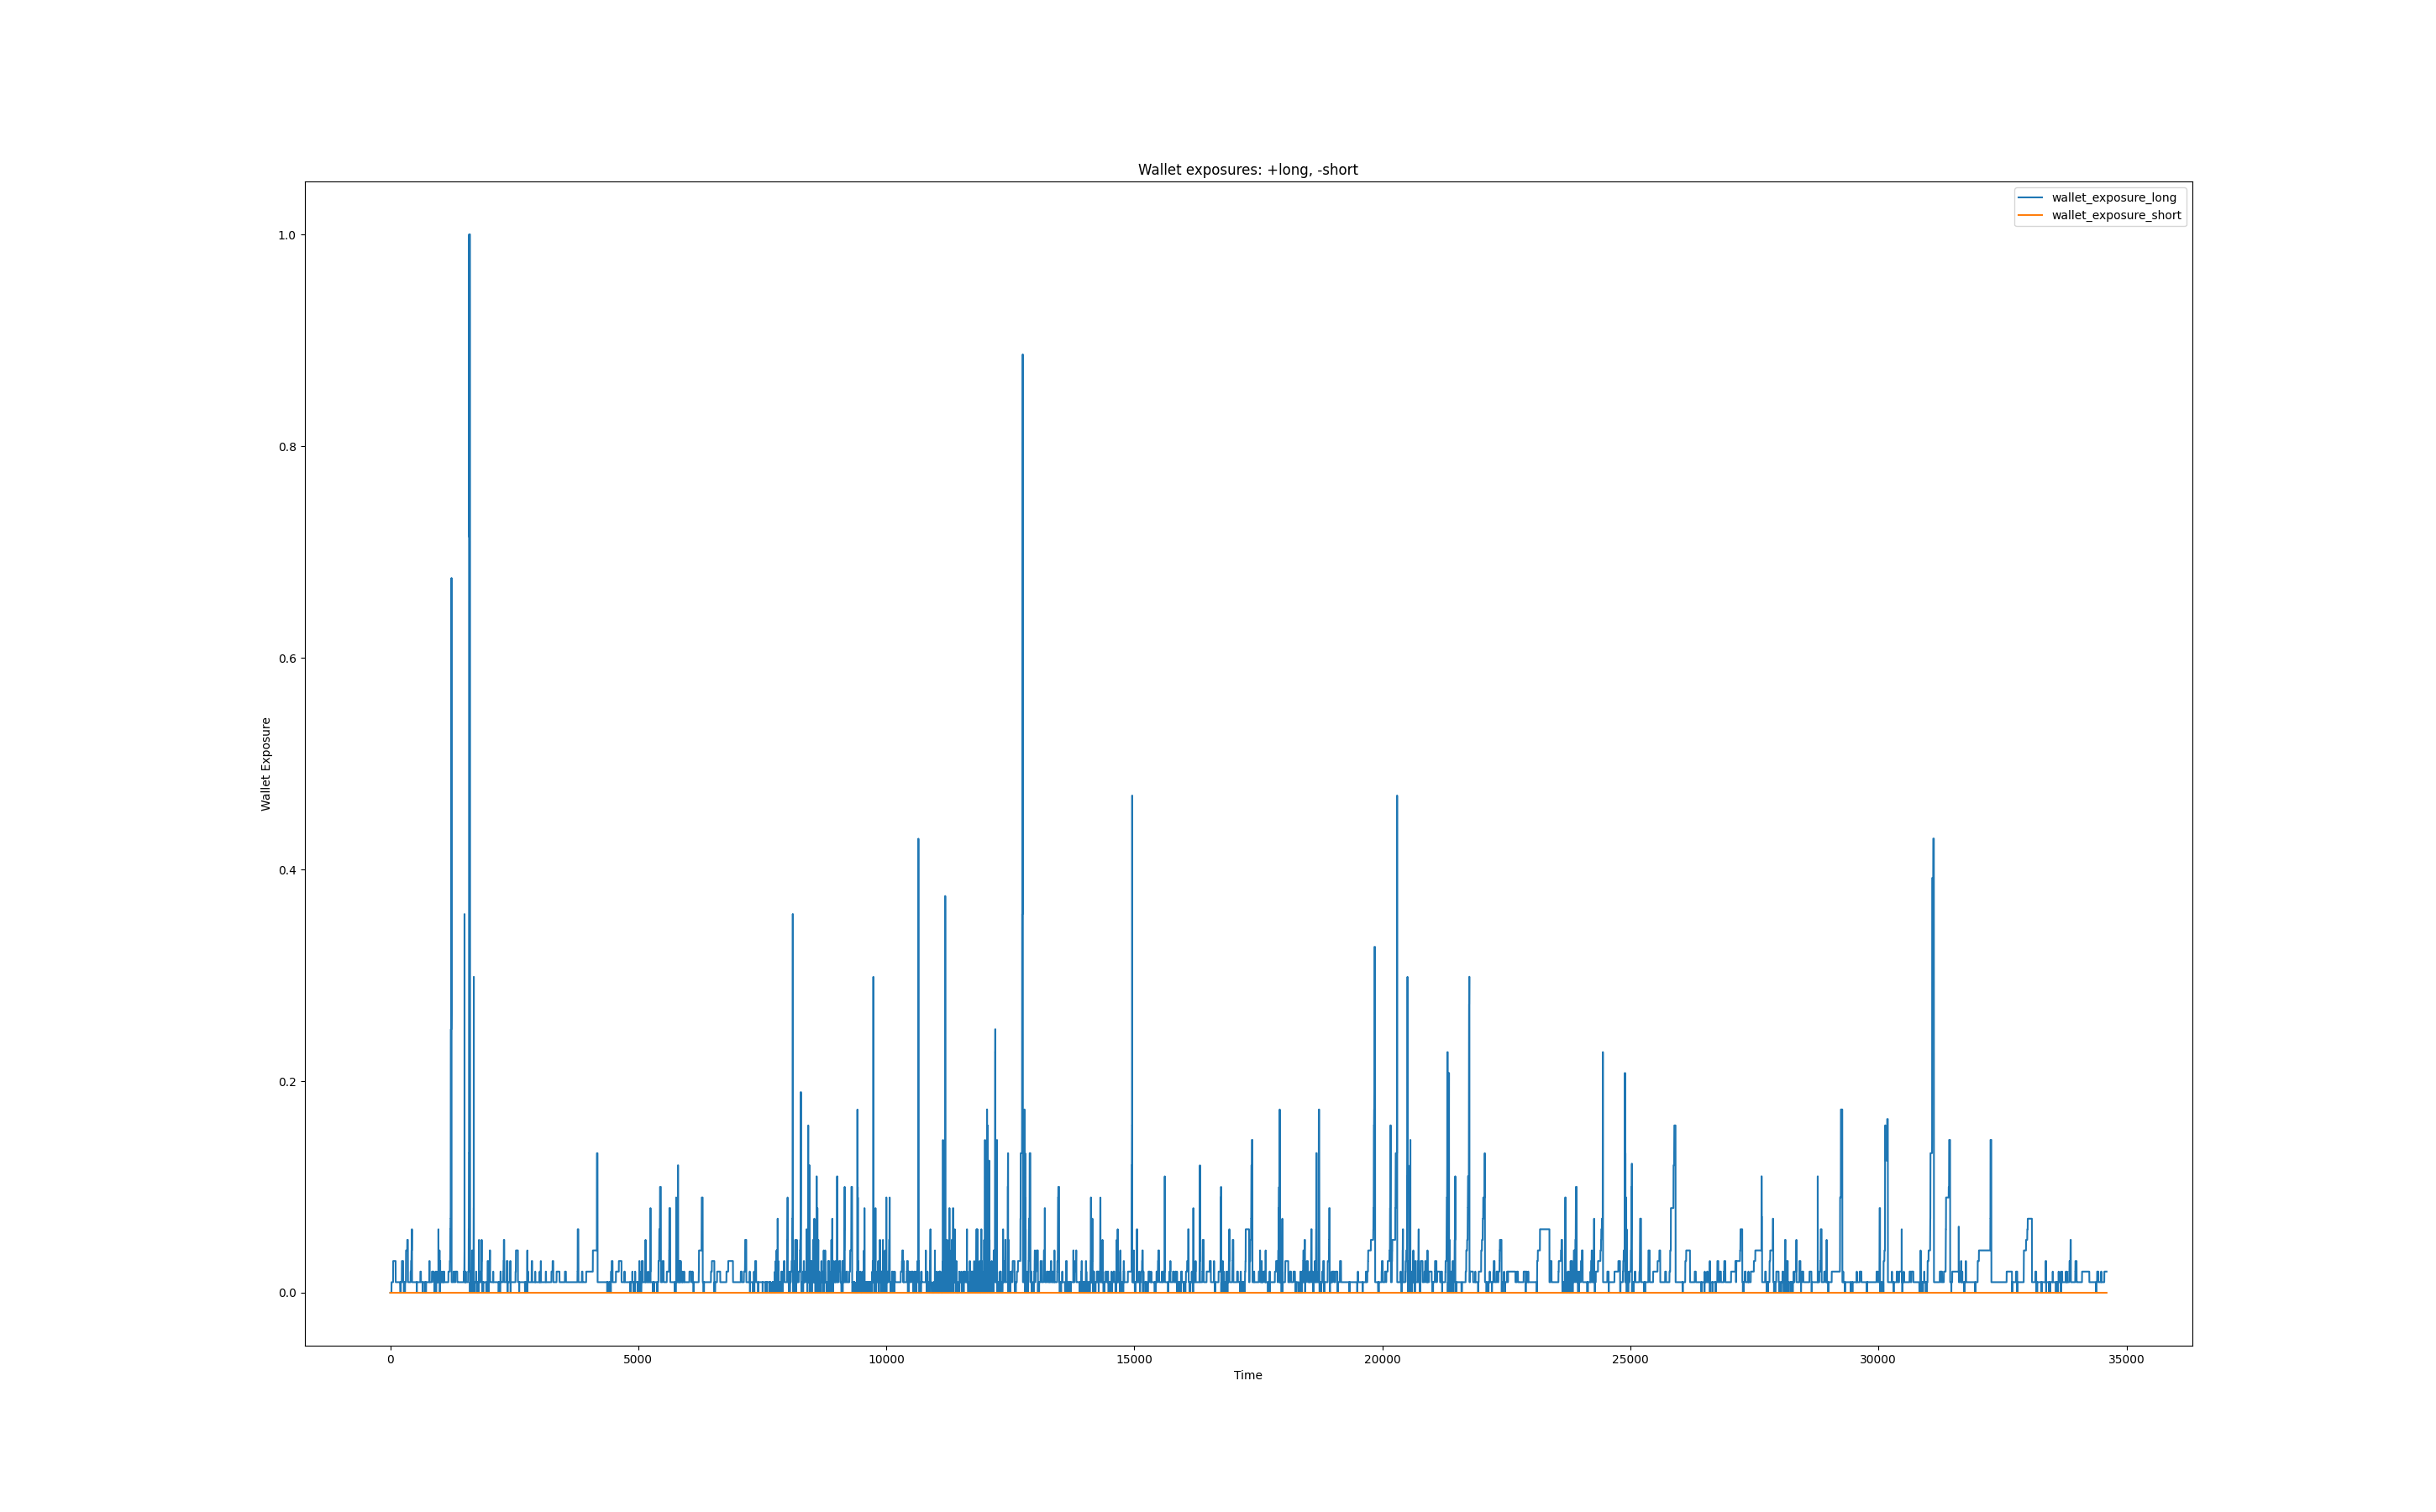 Wallet exposures: +long, -short
wallet_exposure_long
wallet_exposure_short
1.0
0.8
0.6
0.4
0.2
0.0
Wallet Exposure
0 5000 10000 15000 20000 25000 30000 35000
Time